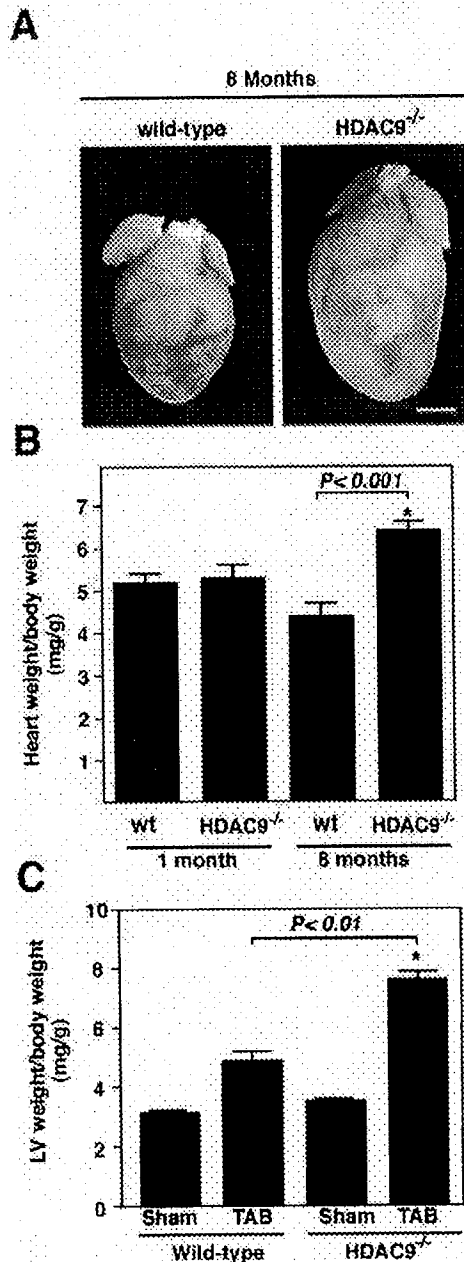 A
8 Months
wild-type HDAC9-/-
B
P< 0.001
*
7
6
5
4
3
2
1
Heart weight/body weight
(mg/g)
wt HDAC9-/- wt HDAC9-/-
1 month 8 months
C
P< 0.01
*
10
8
6
4
2
0
LV weight/body weight
(mg/g)
Sham TAB Sham TAB
Wild-type HDAC9-/-